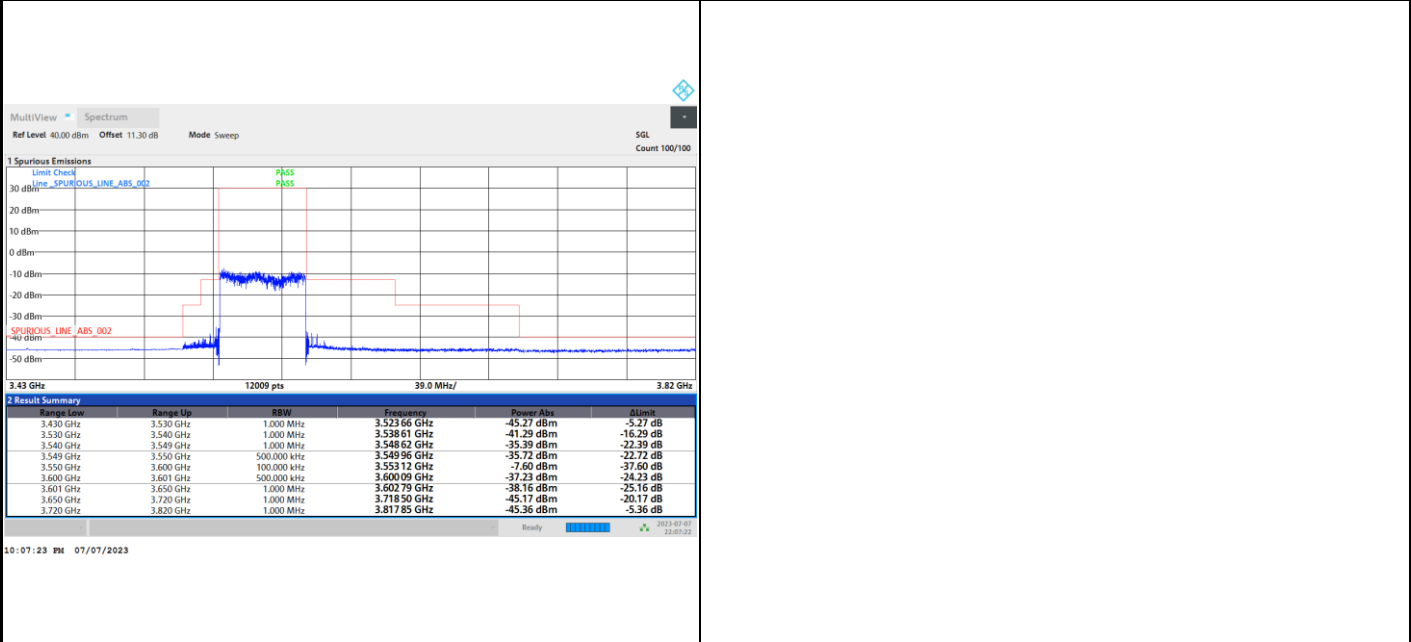 MultiView Spectrum
Ref Level 40.00 dBm Offset 11.30 dB Mode Sweep SGL
Count 100/100
1 Spurious Emissions
Limit Check PASS
Line _SPURIOUS_LINE_ABS_002 PASS
30 dBm
20 dBm
10 dBm
0 dBm
-10 dBm
-20 dBm
-30 dBm
_SPURIOUS_LINE_ABS_002
-40 dBm
-50 dBm
3.43 GHz 12009 pts 39.0 MHz/ 3.82 GHz
2 Result Summary
Range Low Range Up RBW Frequency Power Abs ΔLimit
3.430 GHz 3.530 GHz 1.000 MHz 3.523 66 GHz -45.27 dBm -5.27 dB
3.530 GHz 3.540 GHz 1.000 MHz 3.538 61 GHz -41.29 dBm -16.29 dB
3.540 GHz 3.549 GHz 1.000 MHz 3.548 62 GHz -35.39 dBm -22.39 dB
3.549 GHz 3.550 GHz 500.000 kHz 3.549 96 GHz -35.72 dBm -22.72 dB
3.550 GHz 3.600 GHz 100.000 kHz 3.553 12 GHz -7.60 dBm -37.60 dB
3.600 GHz 3.601 GHz 500.000 kHz 3.600 09 GHz -37.23 dBm -24.23 dB
3.601 GHz 3.650 GHz 1.000 MHz 3.602 79 GHz -38.16 dBm -25.16 dB
3.650 GHz 3.720 GHz 1.000 MHz 3.718 50 GHz -45.17 dBm -20.17 dB
3.720 GHz 3.820 GHz 1.000 MHz 3.817 85 GHz -45.36 dBm -5.36 dB
Ready 2023-07-07
22:07:22
10:07:23 PM 07/07/2023